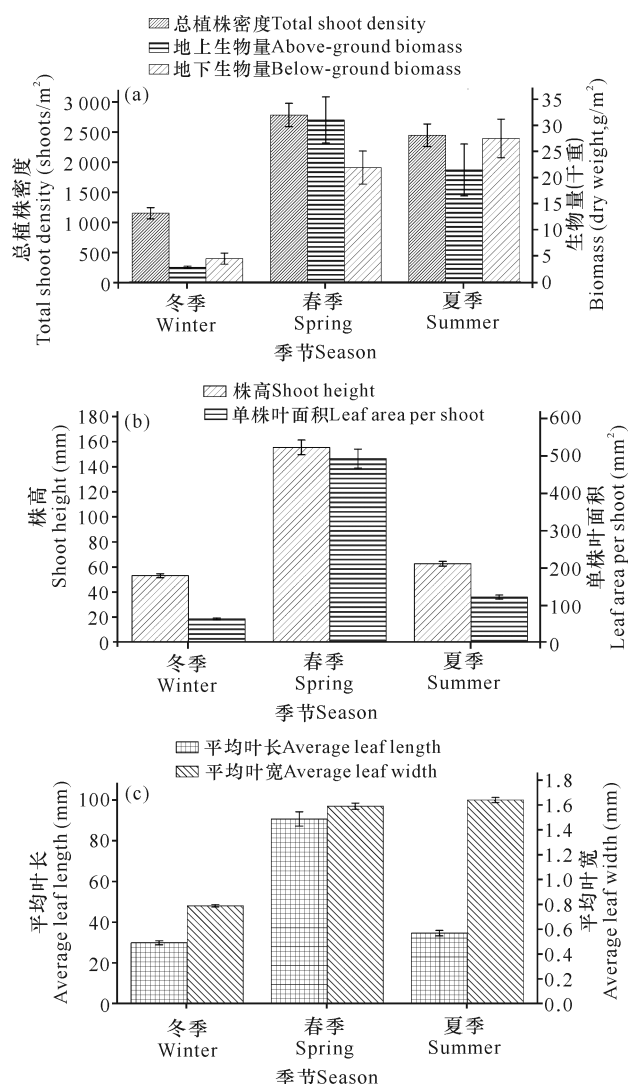 总植株密度Total shoot density
地上生物量Above-ground biomass
地下生物量Below-ground biomass
(a)
总植株密度
Total shoot density (shoots/m²)
3 000
2 500
2 000
1 500
1 000
500
0
35
30
25
20
15
10
5
0
生物量(干重)
Biomass (dry weight,g/m²)
冬季 春季 夏季
Winter Spring Summer
季节Season
株高Shoot height
单株叶面积Leaf area per shoot
(b)
株高
Shoot height (mm)
180
160
140
120
100
80
60
40
20
0
600
500
400
300
200
100
0
单株叶面积
Leaf area per shoot (mm²)
冬季 春季 夏季
Winter Spring Summer
季节Season
平均叶长Average leaf length
平均叶宽Average leaf width
(c)
平均叶长
Average leaf length (mm)
100
80
60
40
20
0
1.8
1.6
1.4
1.2
1.0
0.8
0.6
0.4
0.2
0.0
平均叶宽
Average leaf width (mm)
冬季 春季 夏季
Winter Spring Summer
季节Season